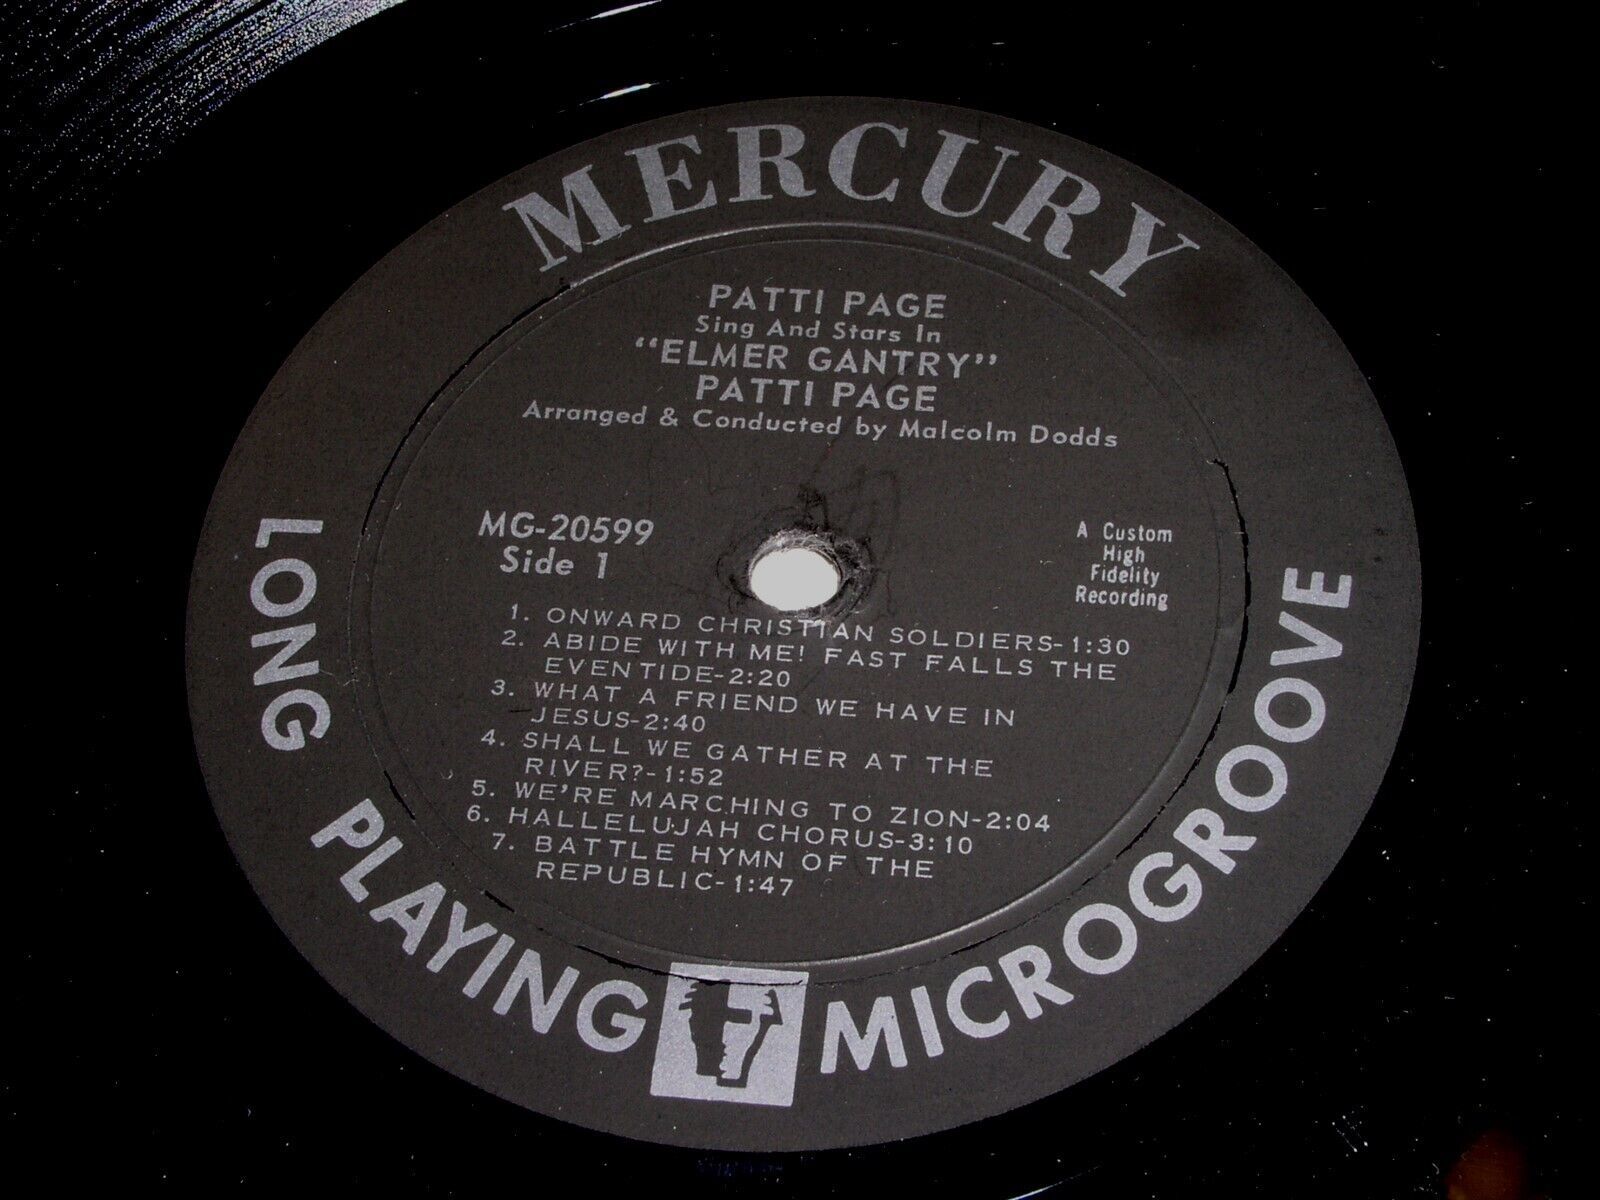 MERCURY
PATTI PAGE
Sing And Stars In
"ELMER GANTRY"
PATTI PAGE
Arranged & Conducted by Malcolm Dodds
MG-20599
Side 1
A Custom
High
Fidelity
Recording
1. ONWARD CHRISTIAN SOLDIERS-1:30
2. ABIDE WITH ME! FAST FALLS THE
EVENTIDE-2:20
3. WHAT A FRIEND WE HAVE IN
JESUS-2:40
4. SHALL WE GATHER AT THE
RIVER?-1:52
5. WE'RE MARCHING TO ZION-2:04
6. HALLELUJAH CHORUS-3:10
7. BATTLE HYMN OF THE
REPUBLIC-1:47
LONG PLAYING MICROGROOVE